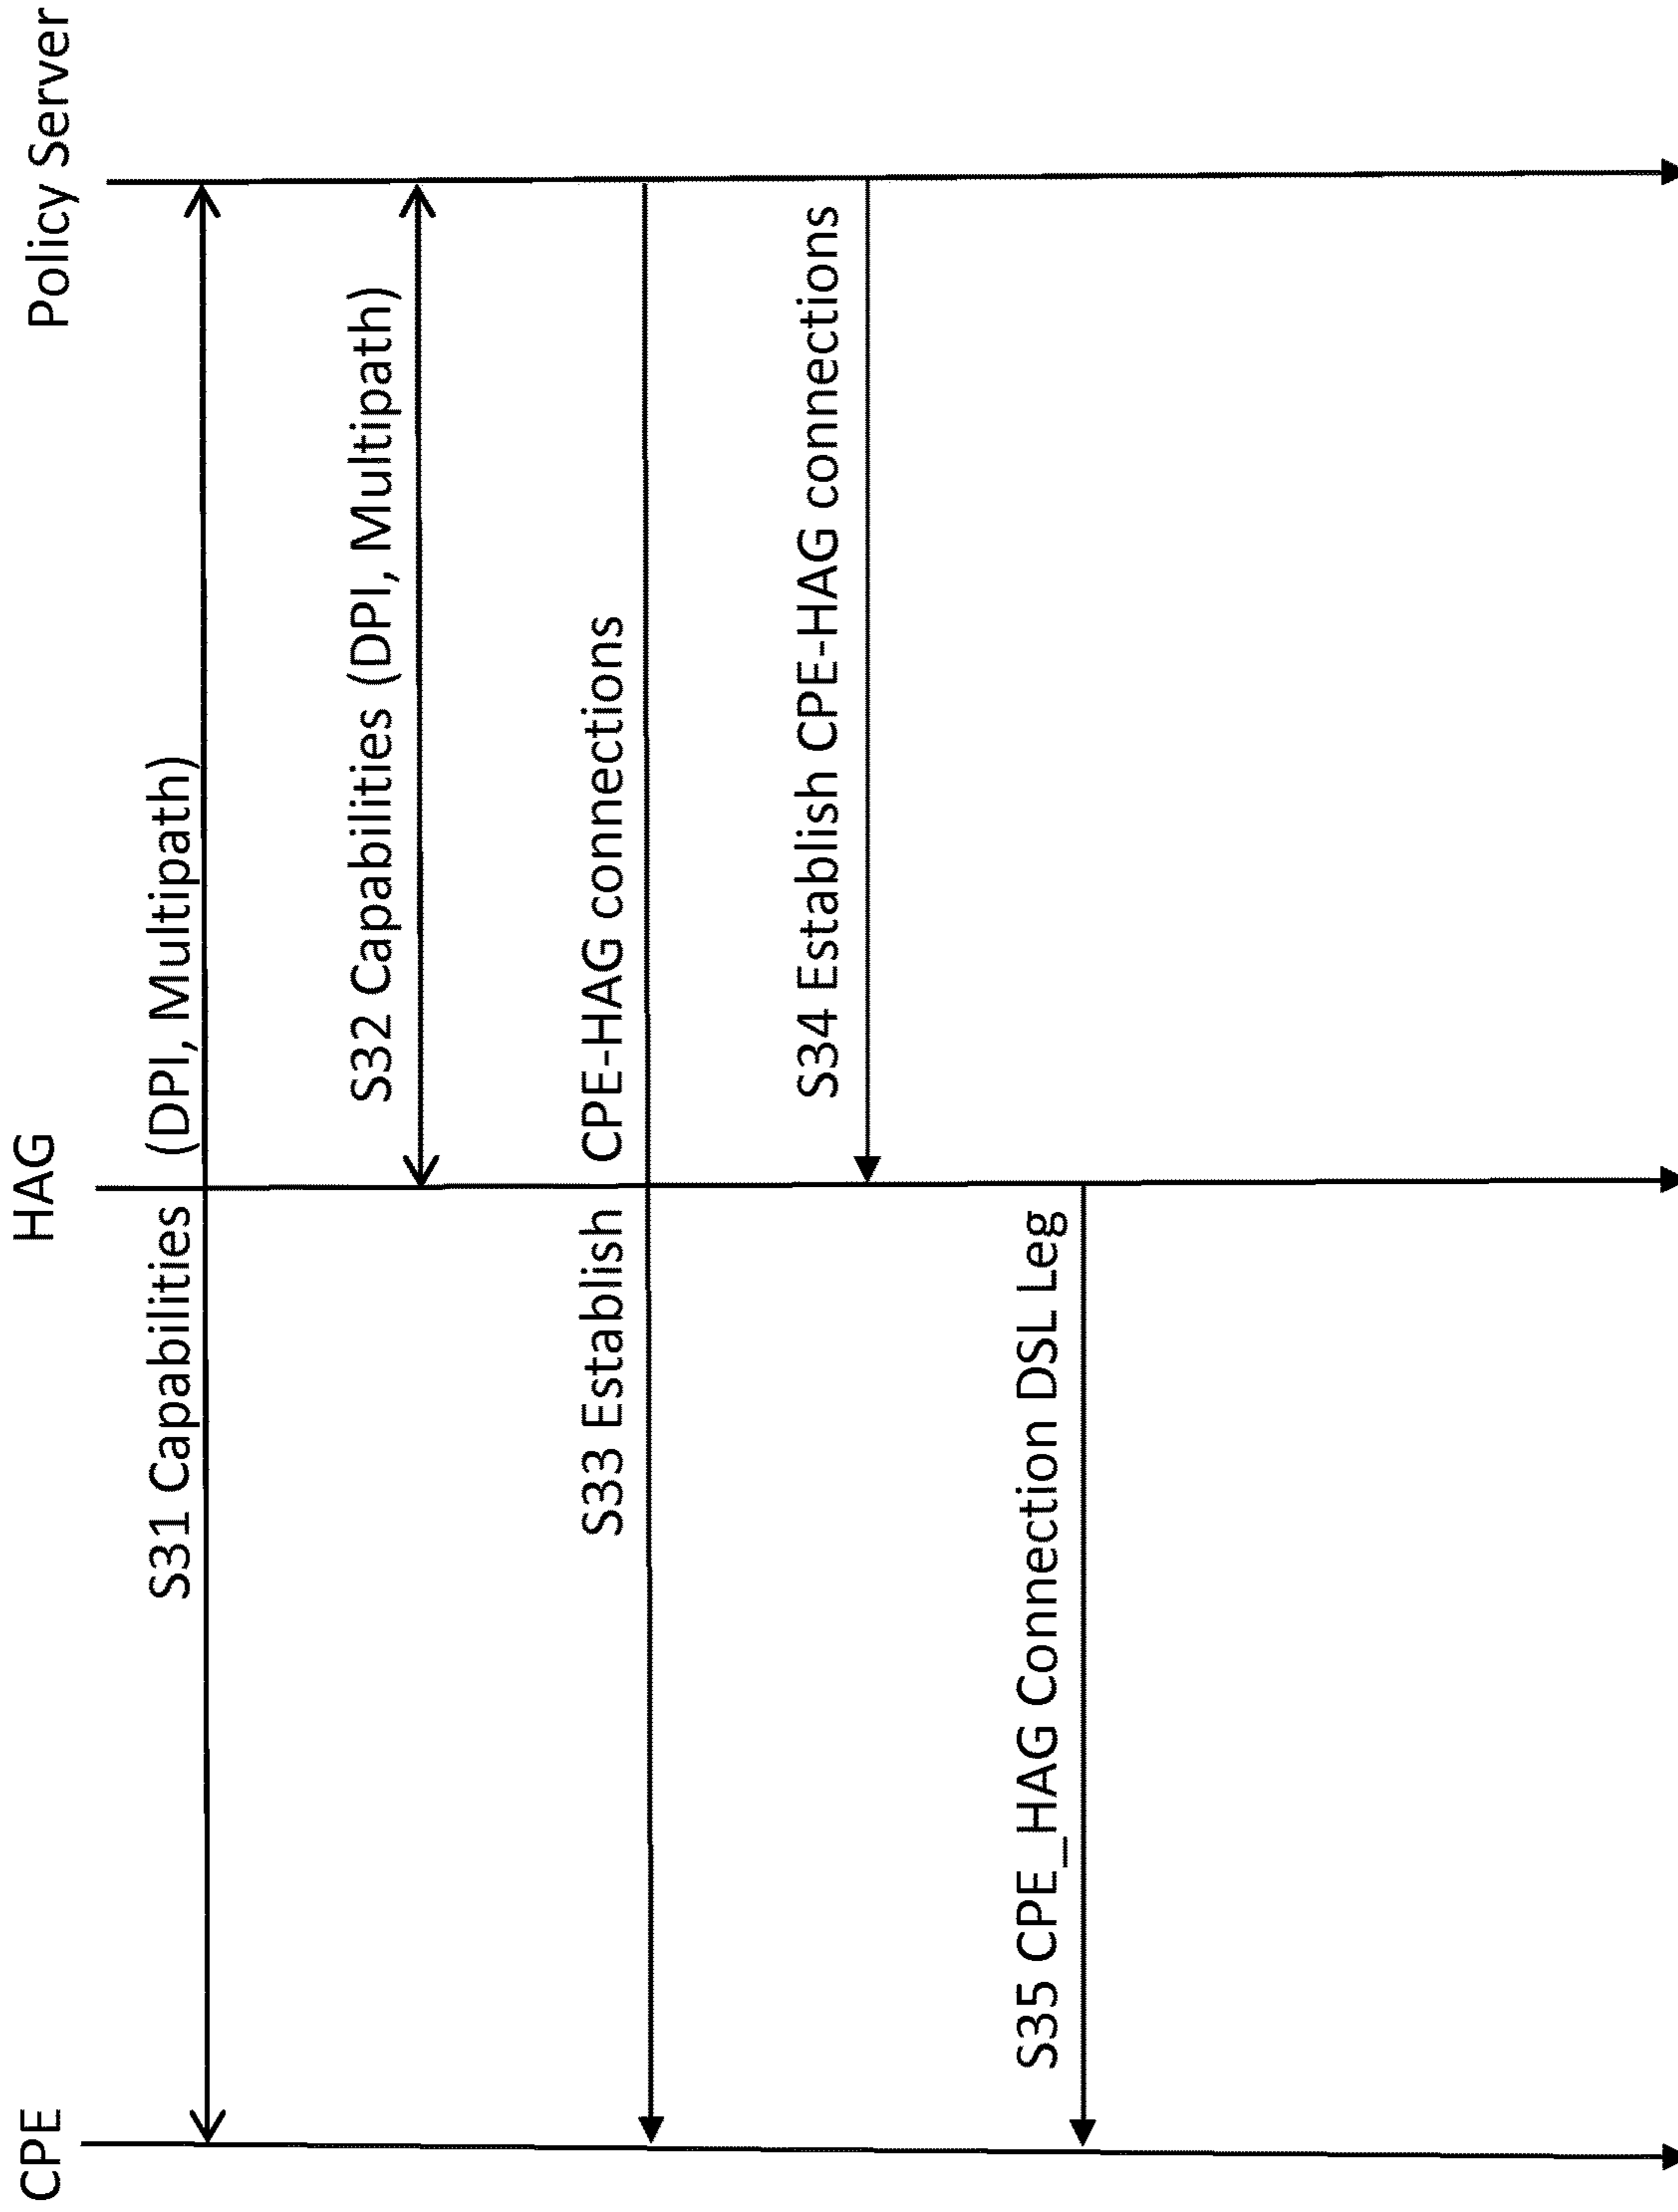 CPE
HAG
Policy Server
S31 Capabilities (DPI, Multipath)
S32 Capabilities (DPI, Multipath)
S33 Establish CPE-HAG connections
S34 Establish CPE-HAG connections
S35 CPE_HAG Connection DSL Leg